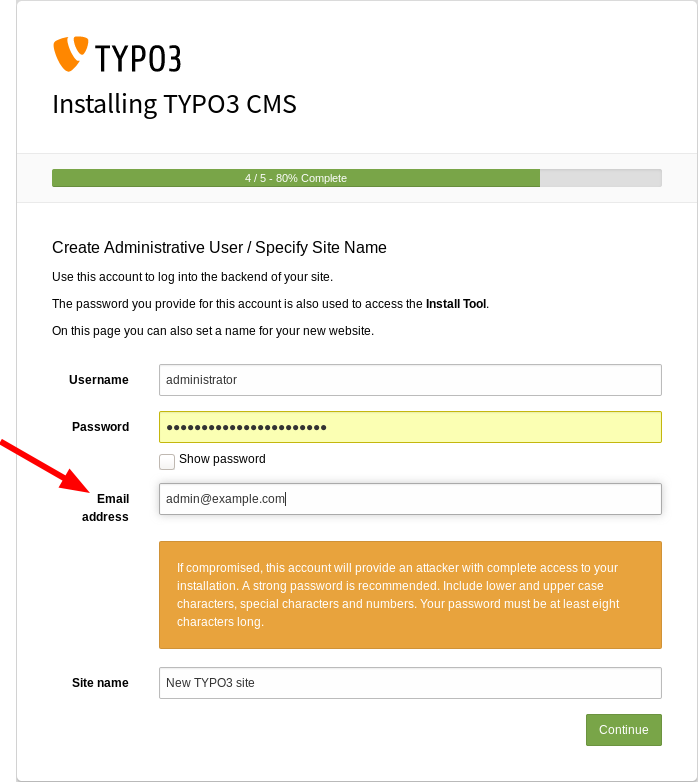 TYPO3
Installing TYPO3 CMS
4 / 5 - 80% Complete
Create Administrative User / Specify Site Name
Use this account to log into the backend of your site.
The password you provide for this account is also used to access the Install Tool.
On this page you can also set a name for your new website.
Username
administrator
Password
●●●●●●●●●●●●●●●●●●●●●●●
Show password
Email
address
admin@example.com
If compromised, this account will provide an attacker with complete access to your
installation. A strong password is recommended. Include lower and upper case
characters, special characters and numbers. Your password must be at least eight
characters long.
Site name
New TYPO3 site
Continue